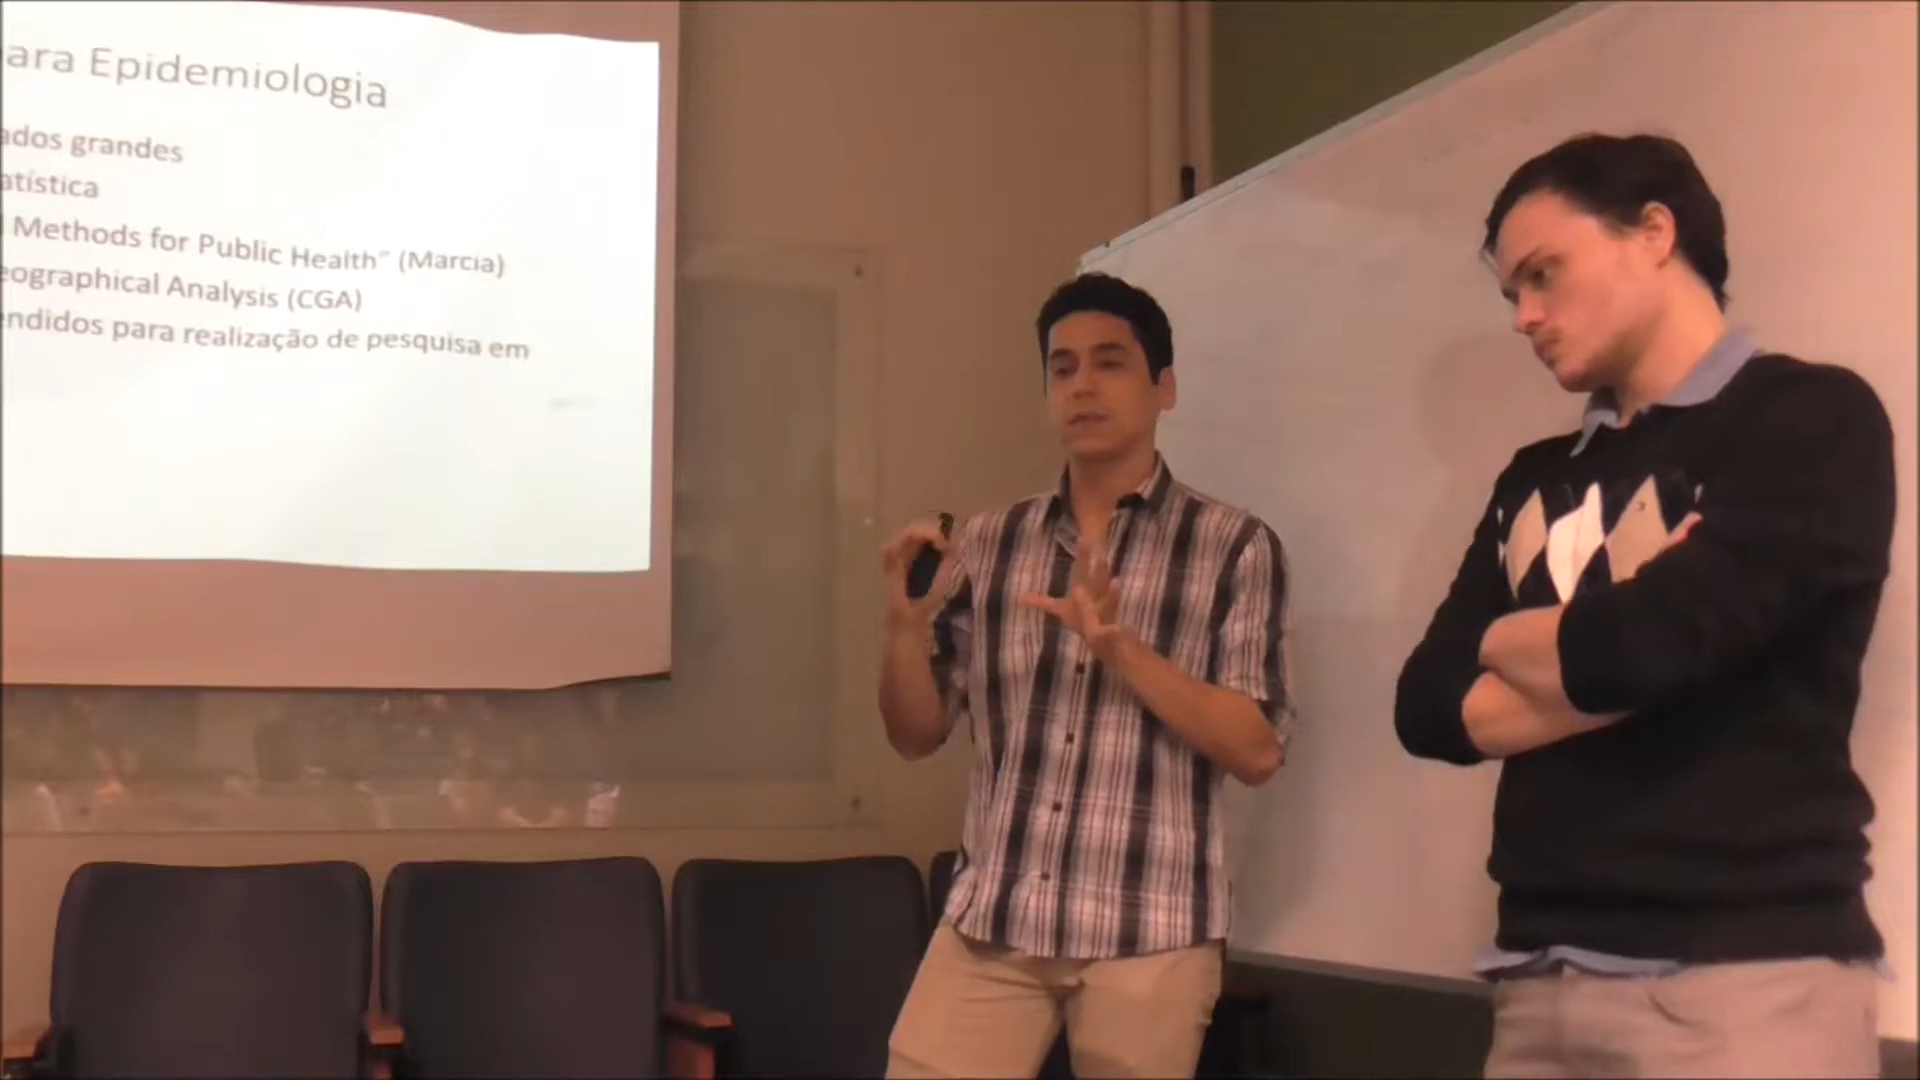 ara Epidemiologia
ados grandes
atística
Methods for Public Health" (Marcia)
eographical Analysis (CGA)
endidos para realização de pesquisa em